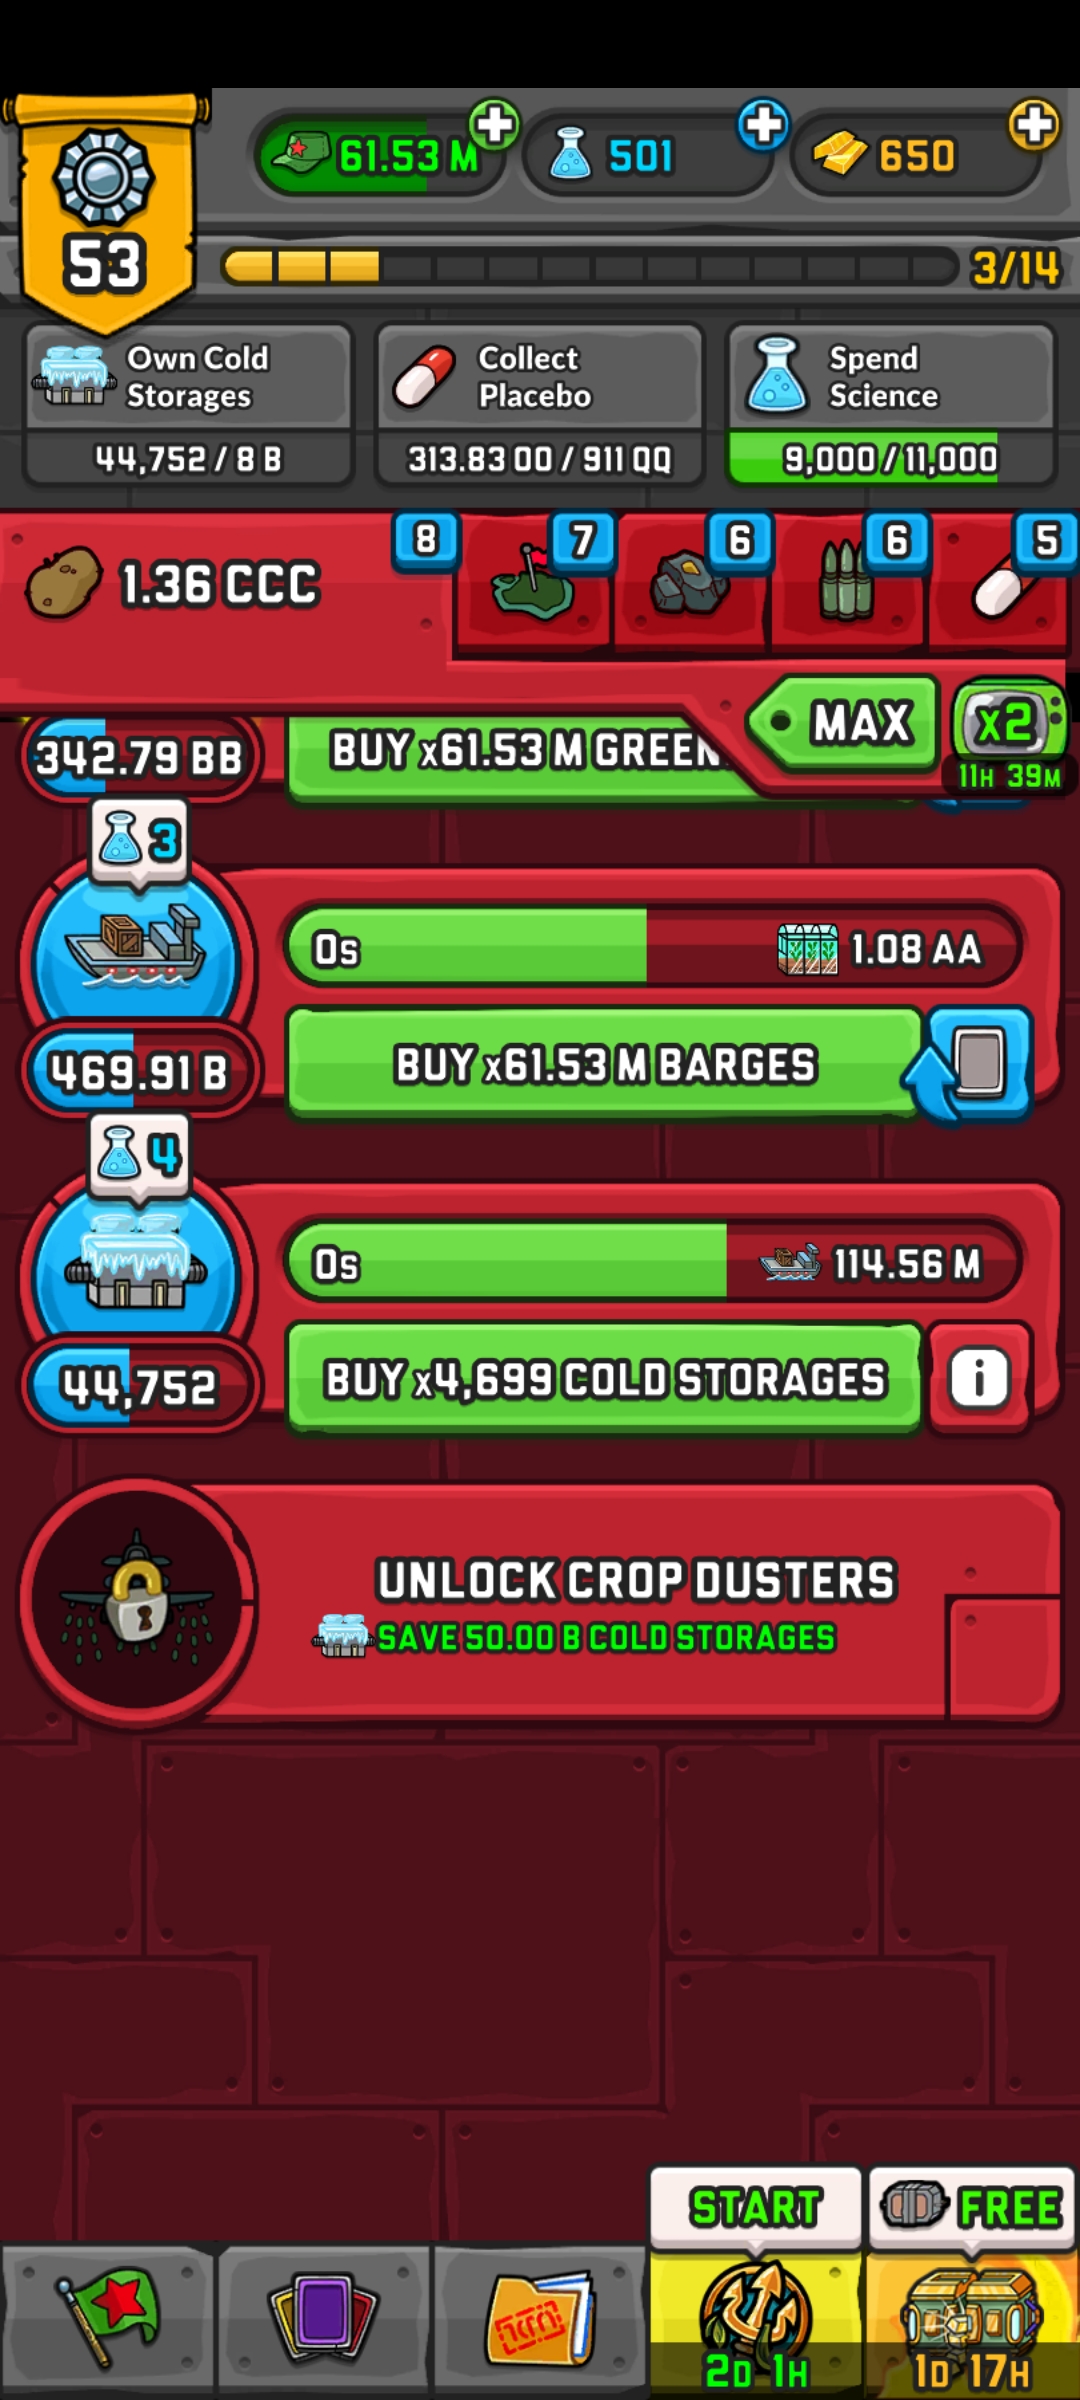 61.53 M
501
650
53
3/14
Own Cold
Storages
Collect
Placebo
Spend
Science
44,752 / 8 B
313.83 OO / 911 QQ
9,000 / 11,000
1.36 CCC
8
7
6
6
5
MAX
x2
11H 39M
342.79 BB
BUY x61.53 M GREEN
3
0s
1.08 AA
469.91 B
BUY x61.53 M BARGES
4
0s
114.56 M
44,752
BUY x4,699 COLD STORAGES
i
UNLOCK CROP DUSTERS
SAVE 50.00 B COLD STORAGES
START
FREE
2D 1H
1D 17H